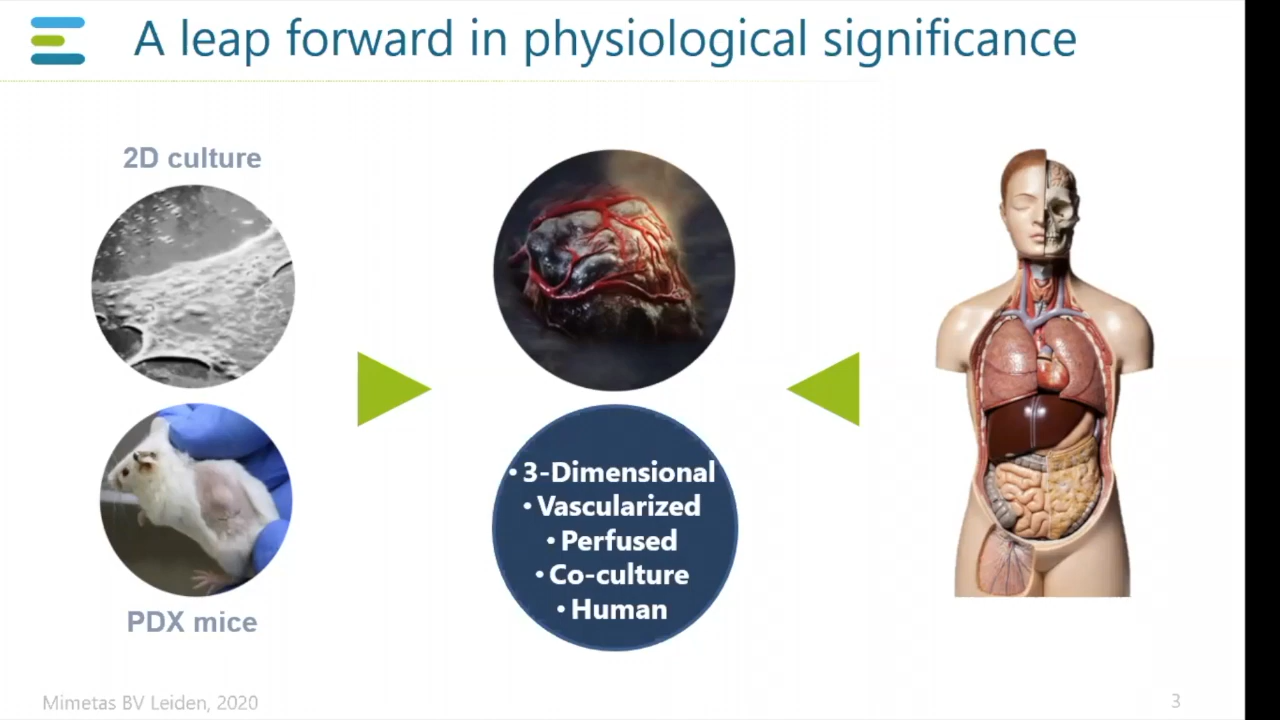 A leap forward in physiological significance
2D culture
PDX mice
• 3-Dimensional
• Vascularized
• Perfused
• Co-culture
• Human
Mimetas BV Leiden, 2020
3